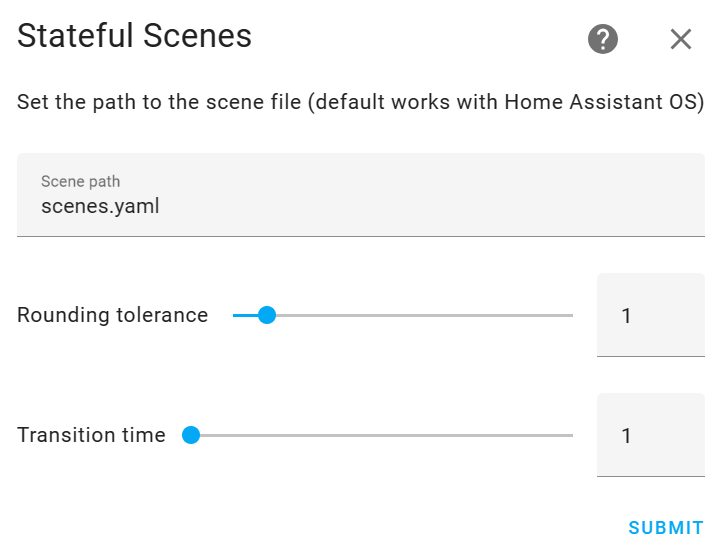 Stateful Scenes
?
Set the path to the scene file (default works with Home Assistant OS)
Scene path
scenes.yaml
Rounding tolerance 1
Transition time 1
SUBMIT